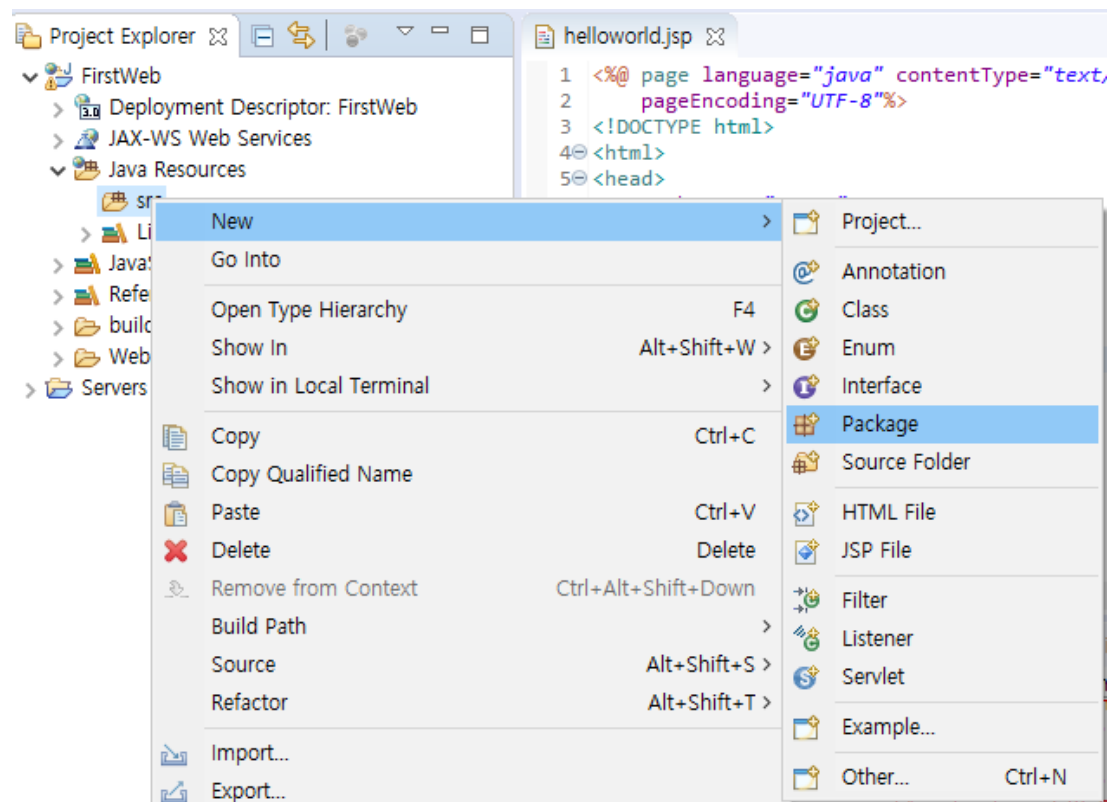 Project Explorer
FirstWeb
Deployment Descriptor: FirstWeb
3.0
JAX-WS Web Services
Java Resources
helloworld.jsp
1 <%@ page language="java" contentType="text/
2 pageEncoding="UTF-8"%>
3 <!DOCTYPE html>
4 <html>
5 <head>
Servers
New
Go Into
Open Type Hierarchy F4
Show In Alt+Shift+W >
Show in Local Terminal >
Copy Ctrl+C
Copy Qualified Name
Paste Ctrl+V
Delete Delete
Remove from Context Ctrl+Alt+Shift+Down
Build Path >
Source Alt+Shift+S >
Refactor Alt+Shift+T >
Import...
Export...
Project...
Annotation
Class
Enum
Interface
Package
Source Folder
HTML File
JSP File
Filter
Listener
Servlet
Example...
Other... Ctrl+N